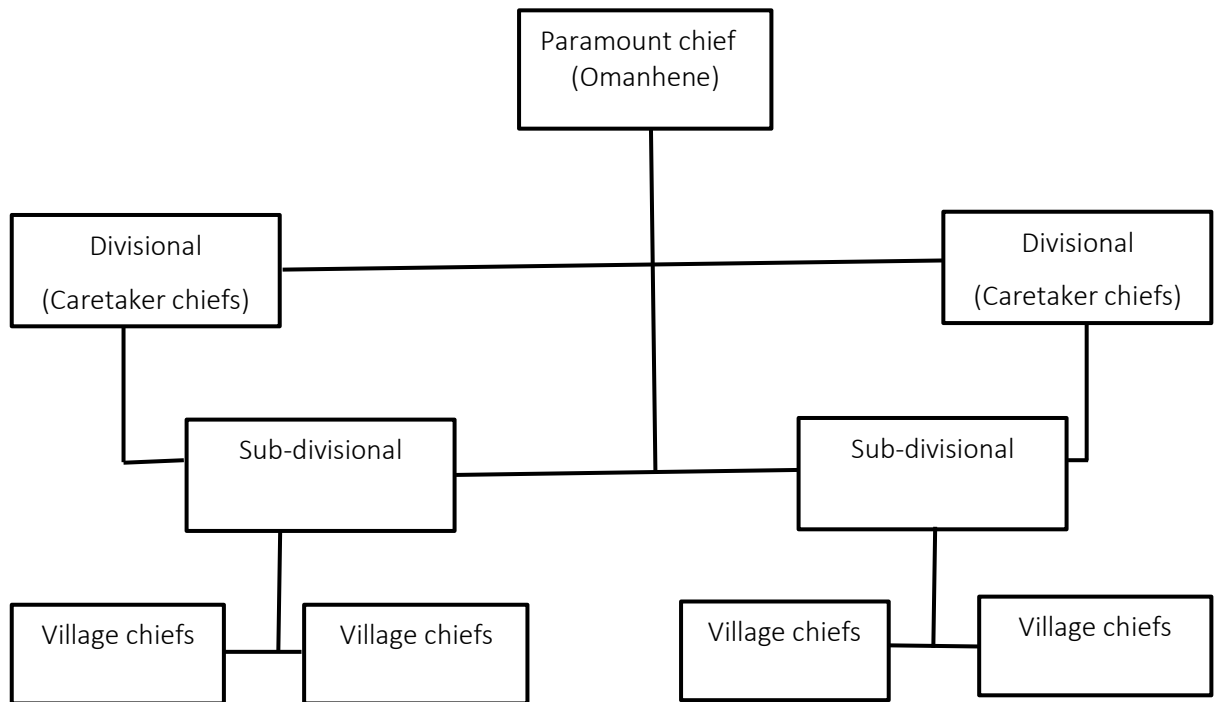 Paramount chief
(Omanhene)
Divisional
(Caretaker chiefs)
Divisional
(Caretaker chiefs)
Sub-divisional
Sub-divisional
Village chiefs
Village chiefs
Village chiefs
Village chiefs